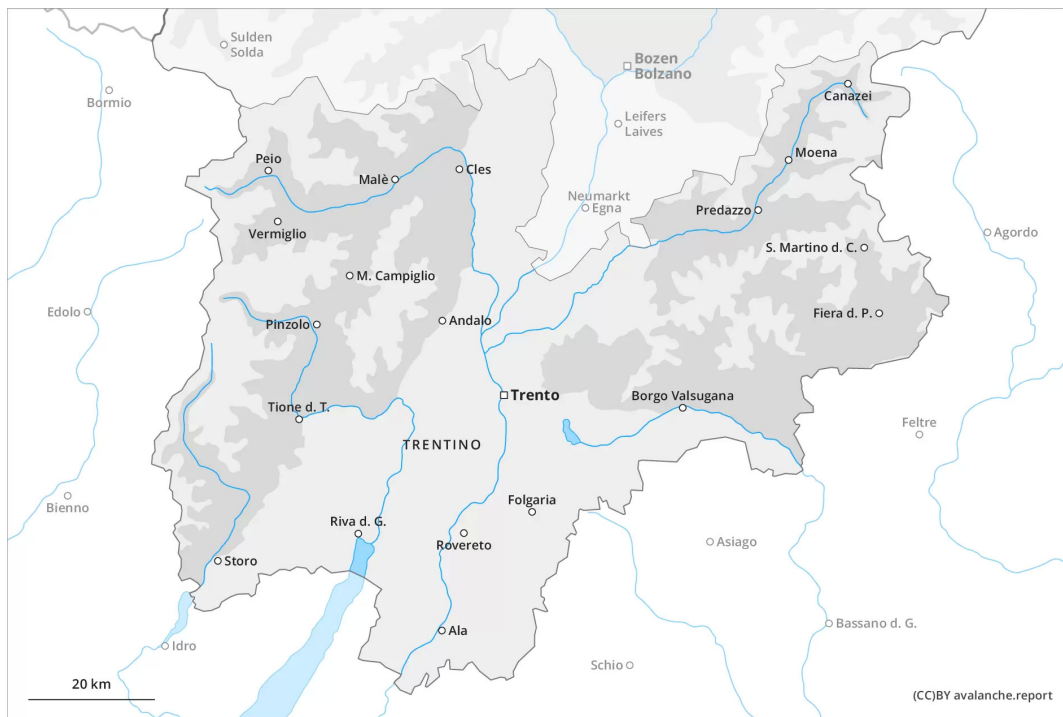 Sulden
Solda
Bozen
Bolzano
Bormio
Canazei
Leifers
Laives
Moena
Peio
Malè
Cles
Neumarkt
Egna
Predazzo
Vermiglio
Agordo
S. Martino d. C.
M. Campiglio
Edolo
Pinzolo
Andalo
Fiera d. P.
Trento
Borgo Valsugana
Tione d. T.
Feltre
TRENTINO
Bienno
Folgaria
Riva d. G.
Rovereto
Asiago
Storo
Ala
Bassano d. G.
Idro
Schio
20 km
(CC)BY avalanche.report